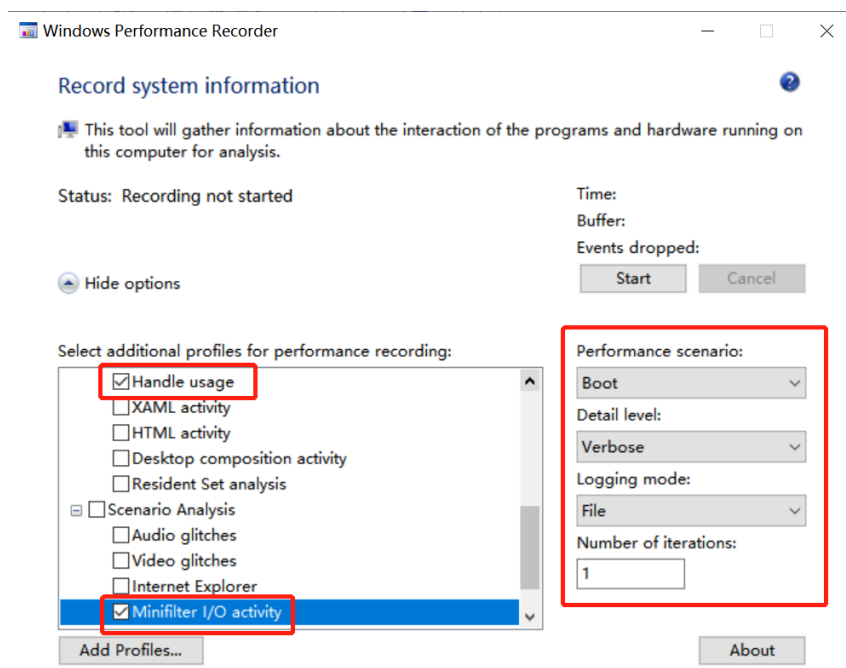 Windows Performance Recorder
Record system information
This tool will gather information about the interaction of the programs and hardware running on
this computer for analysis.
Status: Recording not started
Time:
Buffer:
Events dropped:
Start
Cancel
Hide options
Select additional profiles for performance recording:
Handle usage
XAML activity
HTML activity
Desktop composition activity
Resident Set analysis
Scenario Analysis
Audio glitches
Video glitches
Internet Explorer
Minifilter I/O activity
Performance scenario:
Boot
Detail level:
Verbose
Logging mode:
File
Number of iterations:
1
Add Profiles...
About